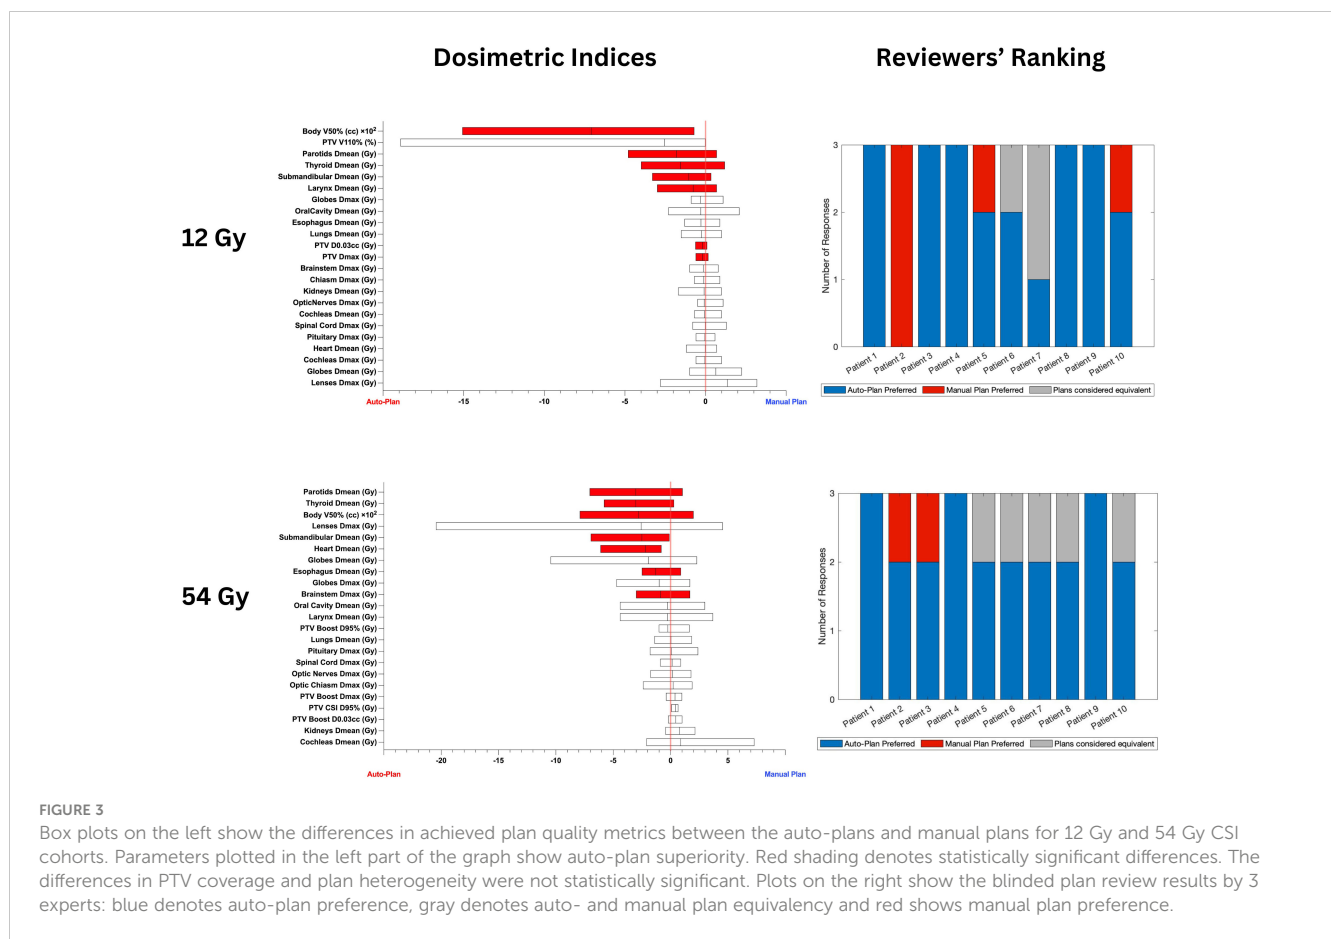 Dosimetric Indices
Reviewers' Ranking
12 Gy
Body V50% (cc) ×10²
PTV V110% (%)
Parotids Dmean (Gy)
Thyroid Dmean (Gy)
Submandibular Dmean (Gy)
Larynx Dmean (Gy)
Globes Dmax (Gy)
OralCavity Dmean (Gy)
Esophagus Dmean (Gy)
Lungs Dmean (Gy)
PTV D0.03cc (Gy)
PTV Dmax (Gy)
Brainstem Dmax (Gy)
Chiasm Dmax (Gy)
Kidneys Dmean (Gy)
OpticNerves Dmax (Gy)
Cochleas Dmean (Gy)
Spinal Cord Dmax (Gy)
Pituitary Dmax (Gy)
Heart Dmean (Gy)
Cochleas Dmax (Gy)
Globes Dmean (Gy)
Lenses Dmax (Gy)
-15 -10 -5 0
Auto-Plan Manual Plan
Number of Responses
3
2
1
0
Patient 1 Patient 2 Patient 3 Patient 4 Patient 5 Patient 6 Patient 7 Patient 8 Patient 9 Patient 10
Auto-Plan Preferred Manual Plan Preferred Plans considered equivalent
54 Gy
Parotids Dmean (Gy)
Thyroid Dmean (Gy)
Body V50% (cc) ×10²
Lenses Dmax (Gy)
Submandibular Dmean (Gy)
Heart Dmean (Gy)
Globes Dmean (Gy)
Esophagus Dmean (Gy)
Globes Dmax (Gy)
Brainstem Dmax (Gy)
Oral Cavity Dmean (Gy)
Larynx Dmean (Gy)
PTV Boost D95% (Gy)
Lungs Dmean (Gy)
Pituitary Dmax (Gy)
Spinal Cord Dmax (Gy)
Optic Nerves Dmax (Gy)
Optic Chiasm Dmax (Gy)
PTV Boost Dmax (Gy)
PTV CSI D95% (Gy)
PTV Boost D0.03cc (Gy)
Kidneys Dmean (Gy)
Cochleas Dmean (Gy)
-20 -15 -10 -5 0 5
Auto-Plan Manual Plan
Number of Responses
3
2
1
0
Patient 1 Patient 2 Patient 3 Patient 4 Patient 5 Patient 6 Patient 7 Patient 8 Patient 9 Patient 10
Auto-Plan Preferred Manual Plan Preferred Plans considered equivalent
FIGURE 3
Box plots on the left show the differences in achieved plan quality metrics between the auto-plans and manual plans for 12 Gy and 54 Gy CSI
cohorts. Parameters plotted in the left part of the graph show auto-plan superiority. Red shading denotes statistically significant differences. The
differences in PTV coverage and plan heterogeneity were not statistically significant. Plots on the right show the blinded plan review results by 3
experts: blue denotes auto-plan preference, gray denotes auto- and manual plan equivalency and red shows manual plan preference.